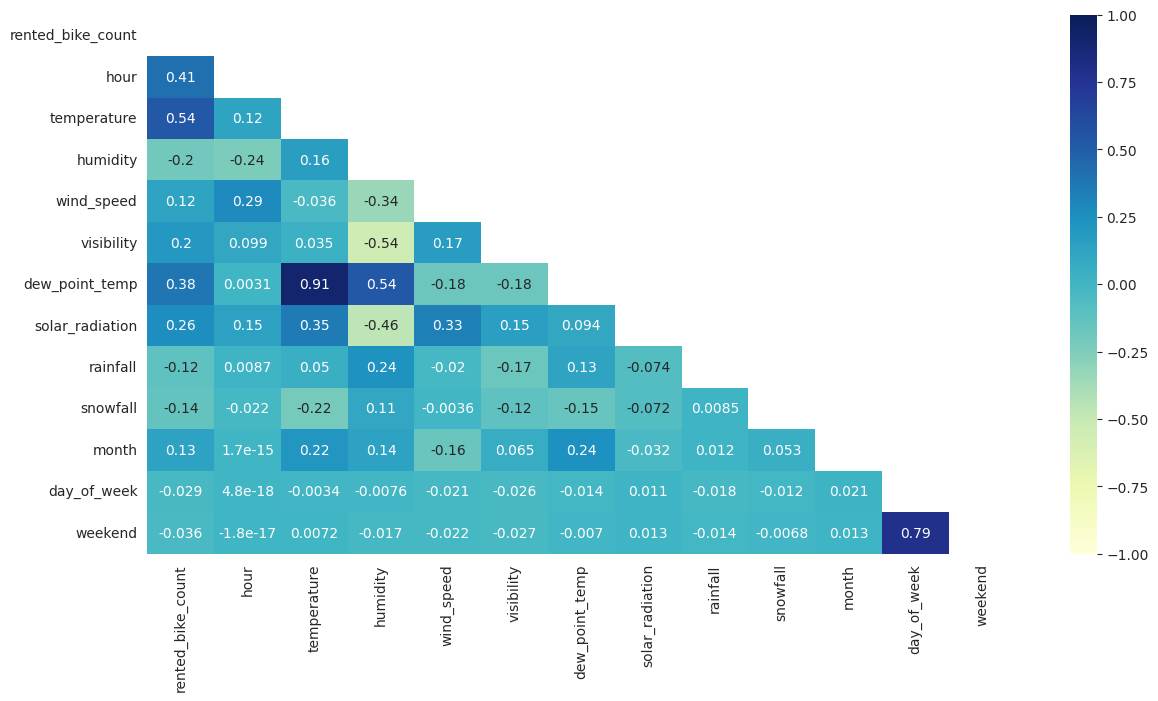 rented_bike_count
hour 0.41
temperature 0.54 0.12
humidity -0.2 -0.24 0.16
wind_speed 0.12 0.29 -0.036 -0.34
visibility 0.2 0.099 0.035 -0.54 0.17
dew_point_temp 0.38 0.0031 0.91 0.54 -0.18 -0.18
solar_radiation 0.26 0.15 0.35 -0.46 0.33 0.15 0.094
rainfall -0.12 0.0087 0.05 0.24 -0.02 -0.17 0.13 -0.074
snowfall -0.14 -0.022 -0.22 0.11 -0.0036 -0.12 -0.15 -0.072 0.0085
month 0.13 1.7e-15 0.22 0.14 -0.16 0.065 0.24 -0.032 0.012 0.053
day_of_week -0.029 4.8e-18 -0.0034 -0.0076 -0.021 -0.026 -0.014 0.011 -0.018 -0.012 0.021
weekend -0.036 -1.8e-17 0.0072 -0.017 -0.022 -0.027 -0.007 0.013 -0.014 -0.0068 0.013 0.79
rented_bike_count
hour
temperature
humidity
wind_speed
visibility
dew_point_temp
solar_radiation
rainfall
snowfall
month
day_of_week
weekend
1.00
0.75
0.50
0.25
0.00
−0.25
−0.50
−0.75
−1.00